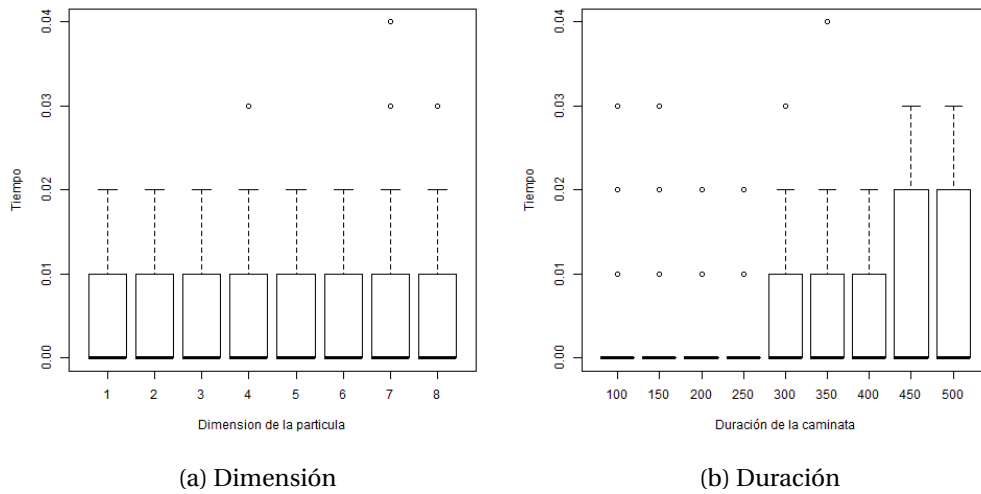 0.04
0.03
0.02
0.01
0.00
Tiempo
1 2 3 4 5 6 7 8
Dimension de la particula
(a) Dimensión
0.04
0.03
0.02
0.01
0.00
Tiempo
100 150 200 250 300 350 400 450 500
Duración de la caminata
(b) Duración